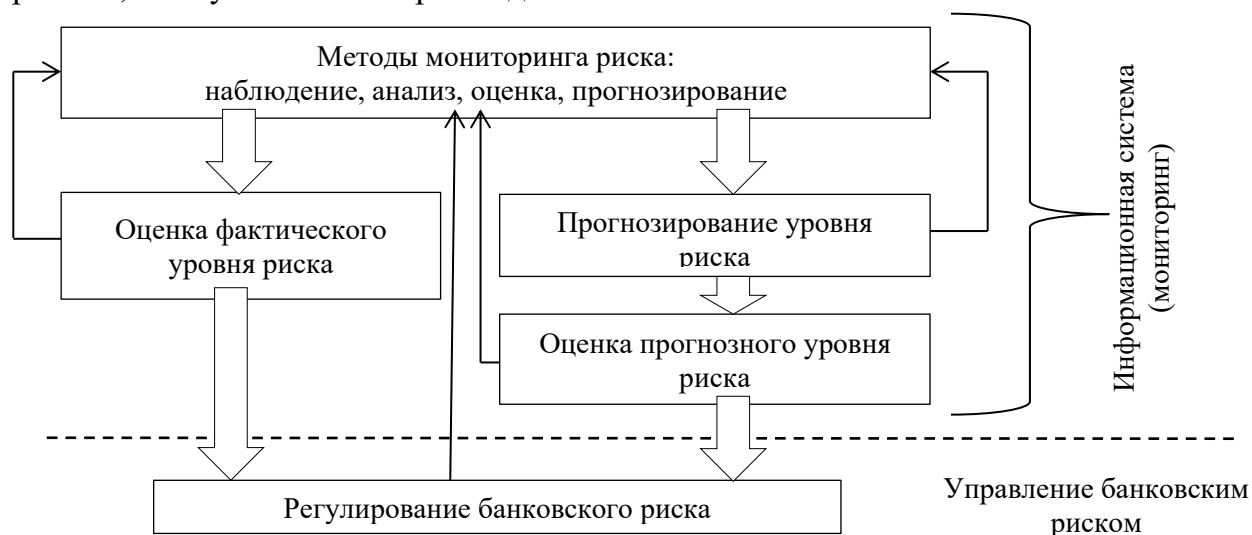 Методы мониторинга риска:
наблюдение, анализ, оценка, прогнозирование
Оценка фактического
уровня риска
Прогнозирование уровня
риска
Оценка прогнозного уровня
риска
Информационная система
(мониторинг)
Регулирование банковского риска
Управление банковским
риском